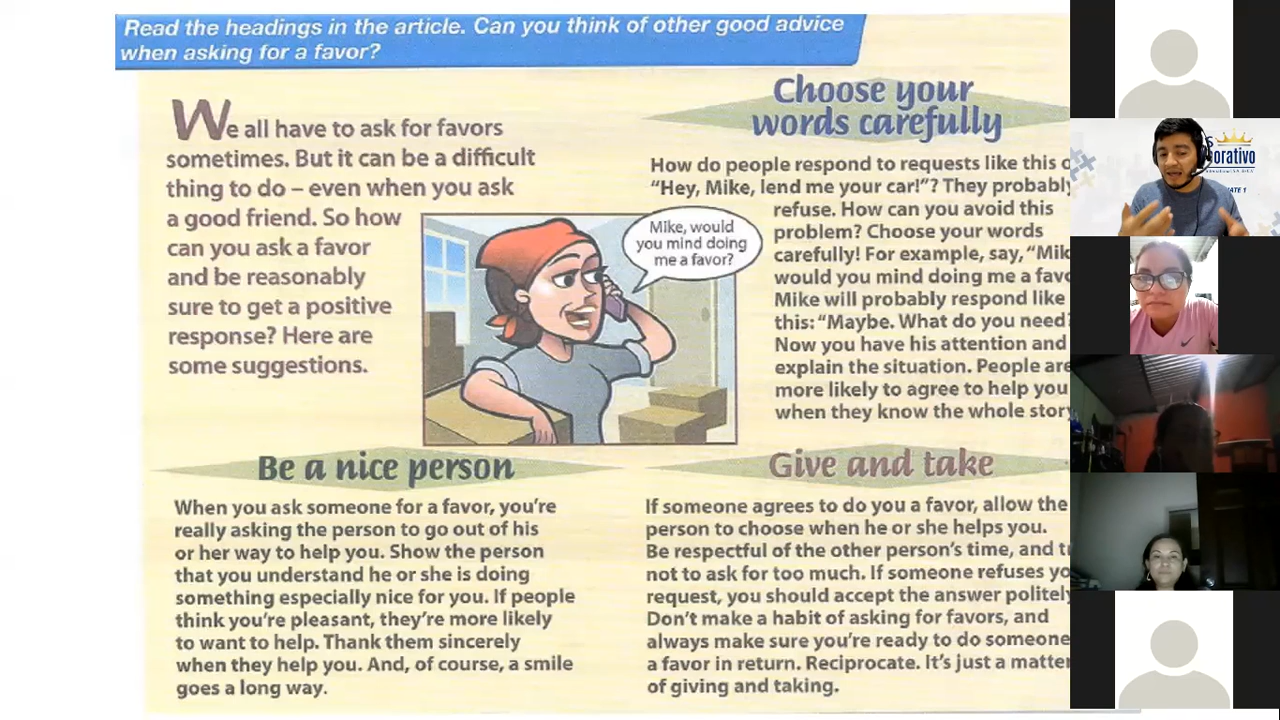 Read the headings in the article. Can you think of other good advice
when asking for a favor?
We all have to ask for favors
sometimes. But it can be a difficult
thing to do – even when you ask
a good friend. So how
can you ask a favor
and be reasonably
sure to get a positive
response? Here are
some suggestions.
Mike, would
you mind doing
me a favor?
Choose your
words carefully
How do people respond to requests like this
"Hey, Mike, lend me your car!"? They probably
refuse. How can you avoid this
problem? Choose your words
carefully! For example, say, "Mik
would you mind doing me a favo
Mike will probably respond like
this: "Maybe. What do you need?
Now you have his attention and
explain the situation. People are
more likely to agree to help you
when they know the whole story
Be a nice person
When you ask someone for a favor, you're
really asking the person to go out of his
or her way to help you. Show the person
that you understand he or she is doing
something especially nice for you. If people
think you're pleasant, they're more likely
to want to help. Thank them sincerely
when they help you. And, of course, a smile
goes a long way.
Give and take
If someone agrees to do you a favor, allow the
person to choose when he or she helps you.
Be respectful of the other person's time, and
not to ask for too much. If someone refuses yo
request, you should accept the answer politely
Don't make a habit of asking for favors, and
always make sure you're ready to do someone
a favor in return. Reciprocate. It's just a matter
of giving and taking.
orativo